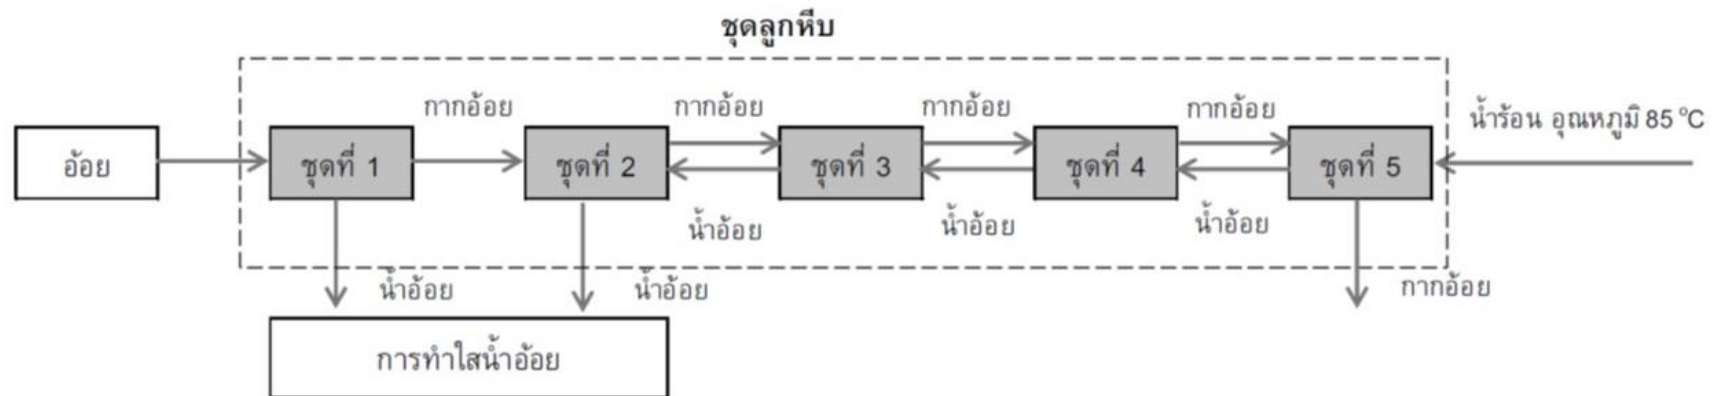 ชุดลูกหีบ
กากอ้อย กากอ้อย กากอ้อย กากอ้อย
น้ำร้อน อุณหภูมิ 85 °C
อ้อย ชุดที่ 1 ชุดที่ 2 ชุดที่ 3 ชุดที่ 4 ชุดที่ 5
น้ำอ้อย น้ำอ้อย น้ำอ้อย
น้ำอ้อย น้ำอ้อย กากอ้อย
การทำใสน้ำอ้อย